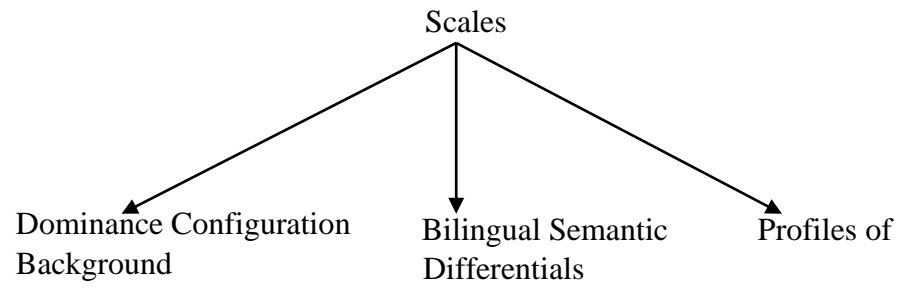 Scales
Dominance Configuration
Background
Bilingual Semantic
Differentials
Profiles of